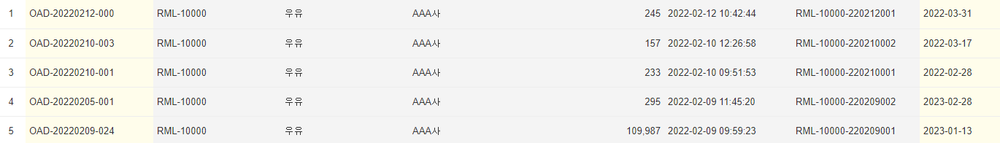 1 OAD-20220212-000 RML-10000 우유 AAA사 245 2022-02-12 10:42:44 RML-10000-220212001 2022-03-31
2 OAD-20220210-003 RML-10000 우유 AAA사 157 2022-02-10 12:26:58 RML-10000-220210002 2022-03-17
3 OAD-20220210-001 RML-10000 우유 AAA사 233 2022-02-10 09:51:53 RML-10000-220210001 2022-02-28
4 OAD-20220205-001 RML-10000 우유 AAA사 295 2022-02-09 11:45:20 RML-10000-220209002 2023-02-28
5 OAD-20220209-024 RML-10000 우유 AAA사 109,987 2022-02-09 09:59:23 RML-10000-220209001 2023-01-13